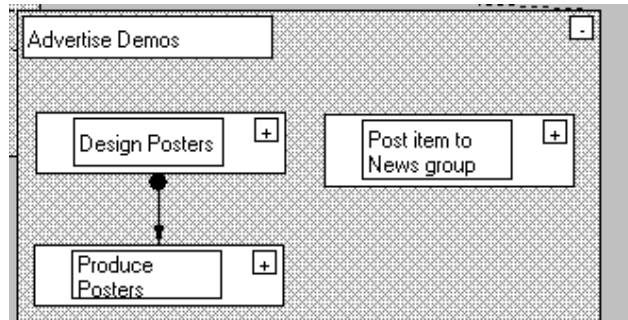 Advertise Demos
-
Design Posters
+
Post item to
News group
+
Produce
Posters
+